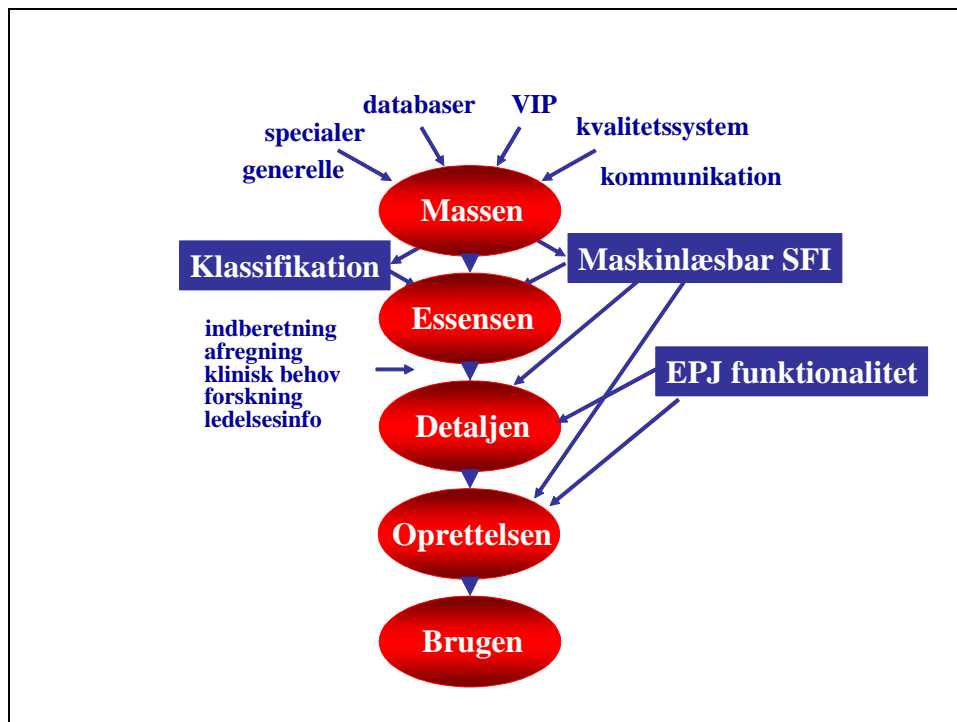 databaser
VIP
specialer
kvalitetssystem
generelle
kommunikation
Massen
Klassifikation
Maskinlæsbar SFI
Essensen
indberetning
afregning
klinisk behov
forskning
ledelsesinfo
EPJ funktionalitet
Detaljen
Oprettelsen
Brugen